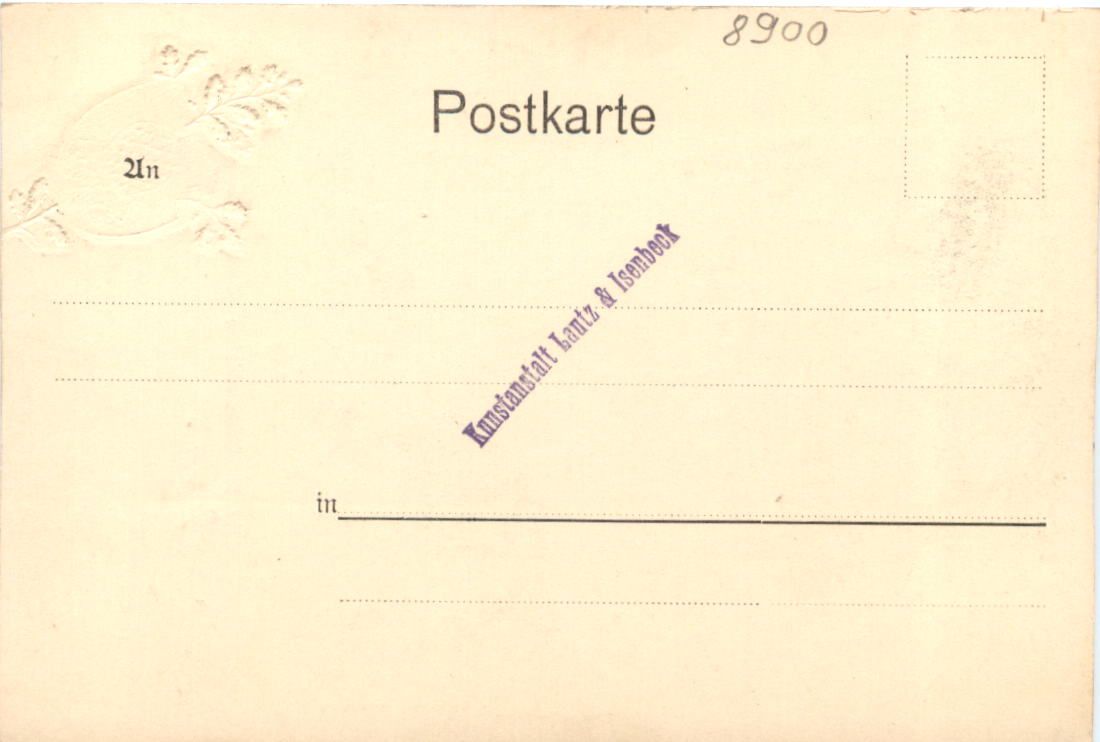 8900
Postkarte
An
Kunstanstalt Lautz & Isenbeck
in